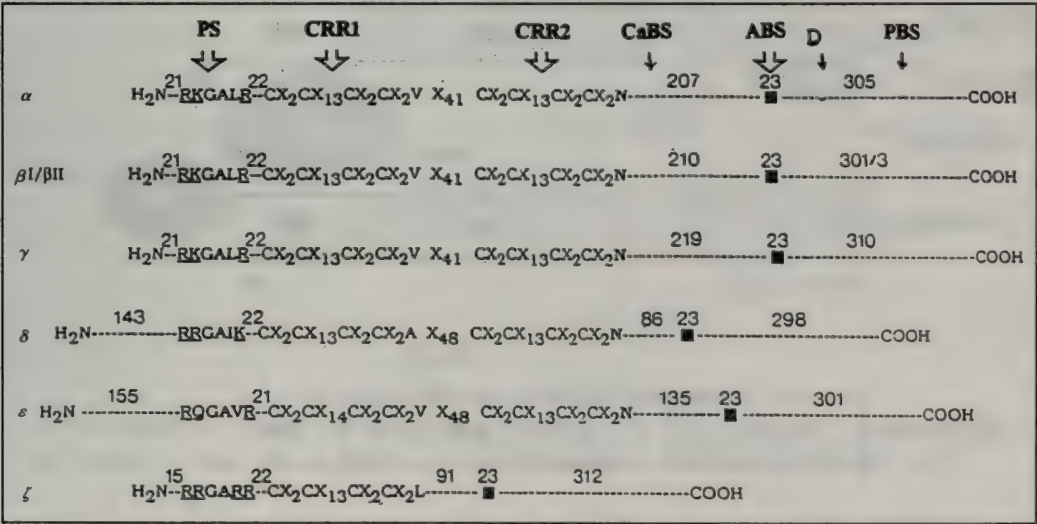 PS CRR1 CRR2 CaBS ABS D PBS
21 22 207 23 305
α H₂N--RKGALR--CX₂CX₁₃CX₂CX₂V X₄₁ CX₂CX₁₃CX₂CX₂N---■---COOH
21 22 210 23 301/3
βI/βII H₂N--RKGALR--CX₂CX₁₃CX₂CX₂V X₄₁ CX₂CX₁₃CX₂CX₂N---■---COOH
21 22 219 23 310
γ H₂N--RKGALR--CX₂CX₁₃CX₂CX₂V X₄₁ CX₂CX₁₃CX₂CX₂N---■---COOH
143 22 86 23 298
δ H₂N---RRGAIK--CX₂CX₁₃CX₂CX₂A X₄₈ CX₂CX₁₃CX₂CX₂N---■---COOH
155 21 135 23 301
ε H₂N ---RQGAVR--CX₂CX₁₄CX₂CX₂V X₄₈ CX₂CX₁₃CX₂CX₂N---■---COOH
15 22 91 23 312
ζ H₂N--RRGARR--CX₂CX₁₃CX₂CX₂L---■---COOH